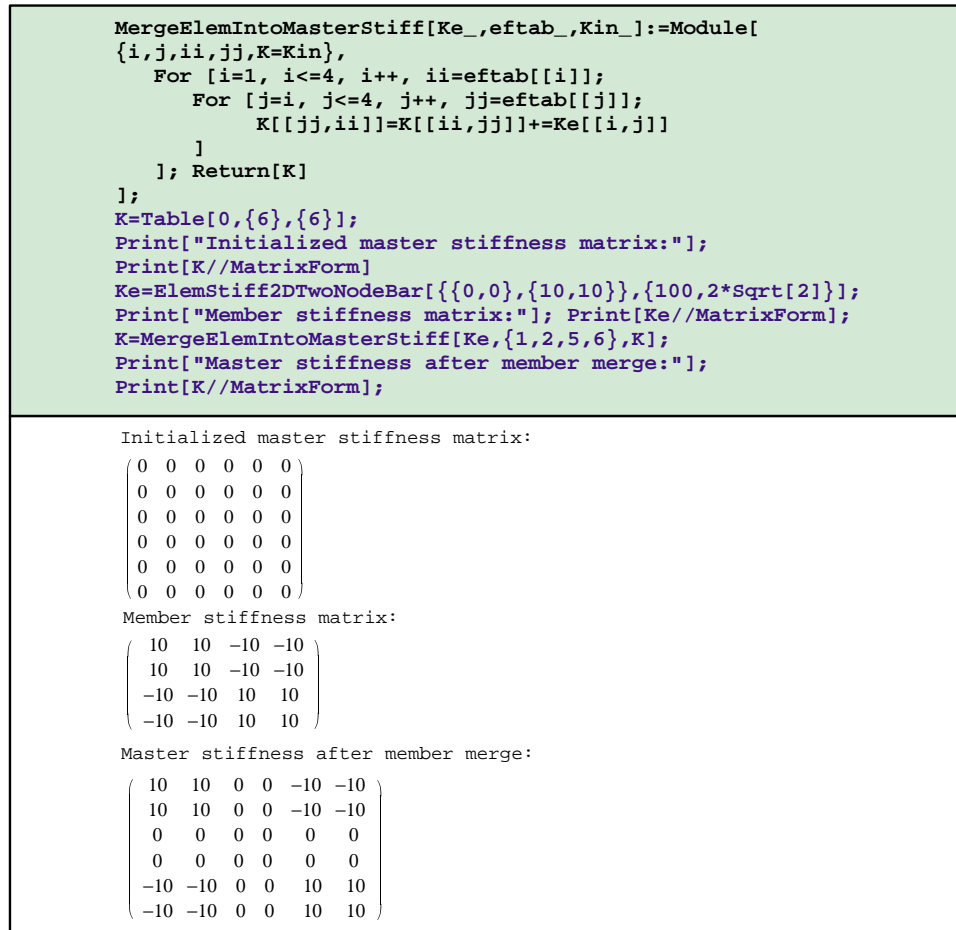 MergeElemIntoMasterStiff[Ke_,eftab_,Kin_]:=Module[
{i,j,ii,jj,K=Kin},
For [i=1, i<=4, i++, ii=eftab[[i]];
For [j=i, j<=4, j++, jj=eftab[[j]];
K[[jj,ii]]=K[[ii,jj]]+=Ke[[i,j]]
]
]; Return[K]
];
K=Table[0,{6},{6}];
Print["Initialized master stiffness matrix:"];
Print[K//MatrixForm]
Ke=ElemStiff2DTwoNodeBar[{{0,0},{10,10}},{100,2*Sqrt[2]}];
Print["Member stiffness matrix:"]; Print[Ke//MatrixForm];
K=MergeElemIntoMasterStiff[Ke,{1,2,5,6},K];
Print["Master stiffness after member merge:"];
Print[K//MatrixForm];
Initialized master stiffness matrix:
0 0 0 0 0 0
0 0 0 0 0 0
0 0 0 0 0 0
0 0 0 0 0 0
0 0 0 0 0 0
0 0 0 0 0 0
Member stiffness matrix:
10 10 −10 −10
10 10 −10 −10
−10 −10 10 10
−10 −10 10 10
Master stiffness after member merge:
10 10 0 0 −10 −10
10 10 0 0 −10 −10
0 0 0 0 0 0
0 0 0 0 0 0
−10 −10 0 0 10 10
−10 −10 0 0 10 10